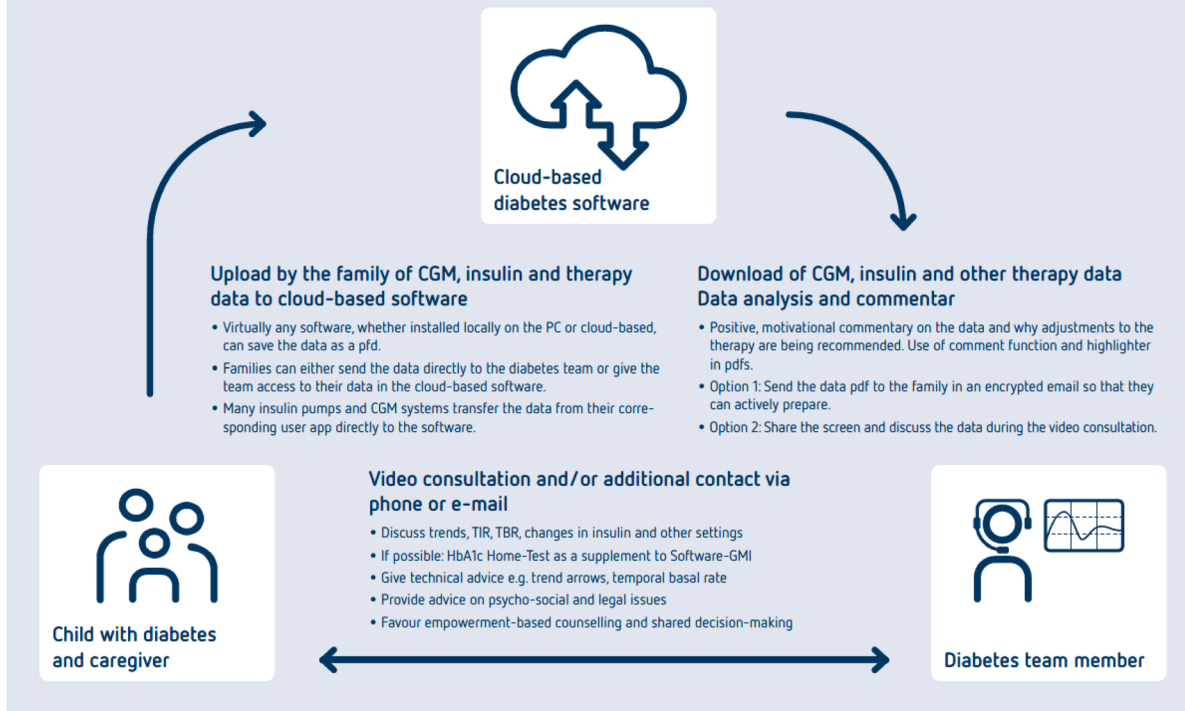 Cloud-based
diabetes software
Upload by the family of CGM, insulin and therapy
data to cloud-based software
• Virtually any software, whether installed locally on the PC or cloud-based,
can save the data as a pfd.
• Families can either send the data directly to the diabetes team or give the
team access to their data in the cloud-based software.
• Many insulin pumps and CGM systems transfer the data from their corre-
sponding user app directly to the software.
Download of CGM, insulin and other therapy data
Data analysis and commentar
• Positive, motivational commentary on the data and why adjustments to the
therapy are being recommended. Use of comment function and highlighter
in pdfs.
• Option 1: Send the data pdf to the family in an encrypted email so that they
can actively prepare.
• Option 2: Share the screen and discuss the data during the video consultation.
Video consultation and/or additional contact via
phone or e-mail
• Discuss trends, TIR, TBR, changes in insulin and other settings
• If possible: HbA1c Home-Test as a supplement to Software-GMI
• Give technical advice e.g. trend arrows, temporal basal rate
• Provide advice on psycho-social and legal issues
• Favour empowerment-based counselling and shared decision-making
Child with diabetes
and caregiver
Diabetes team member